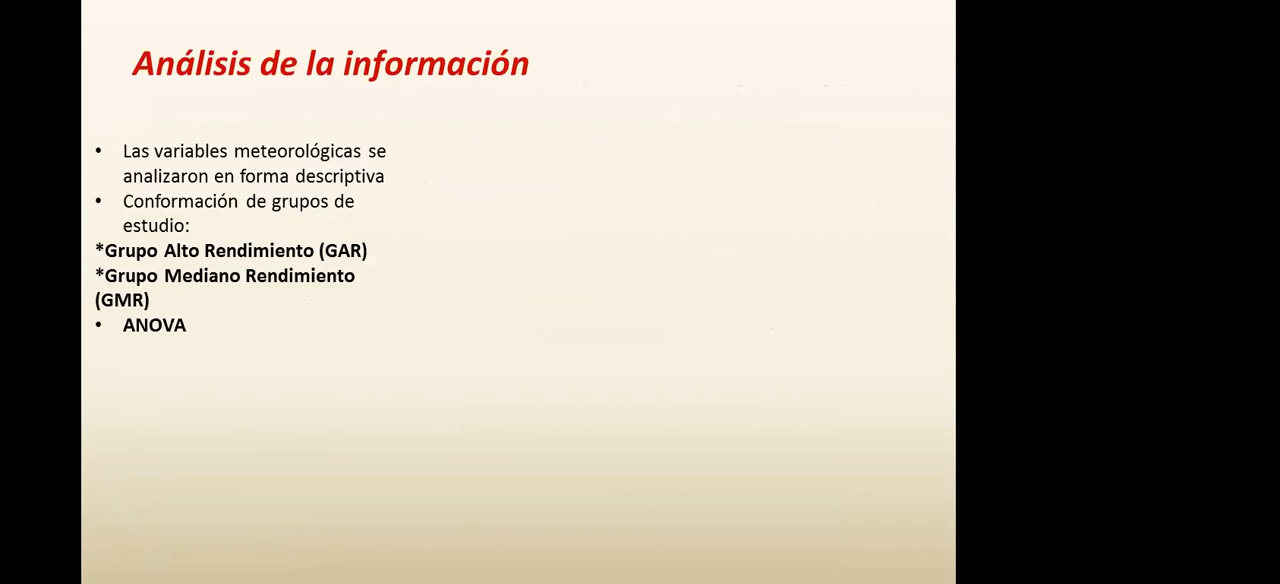 Análisis de la información
• Las variables meteorológicas se
analizaron en forma descriptiva
• Conformación de grupos de
estudio:
*Grupo Alto Rendimiento (GAR)
*Grupo Mediano Rendimiento
(GMR)
• ANOVA